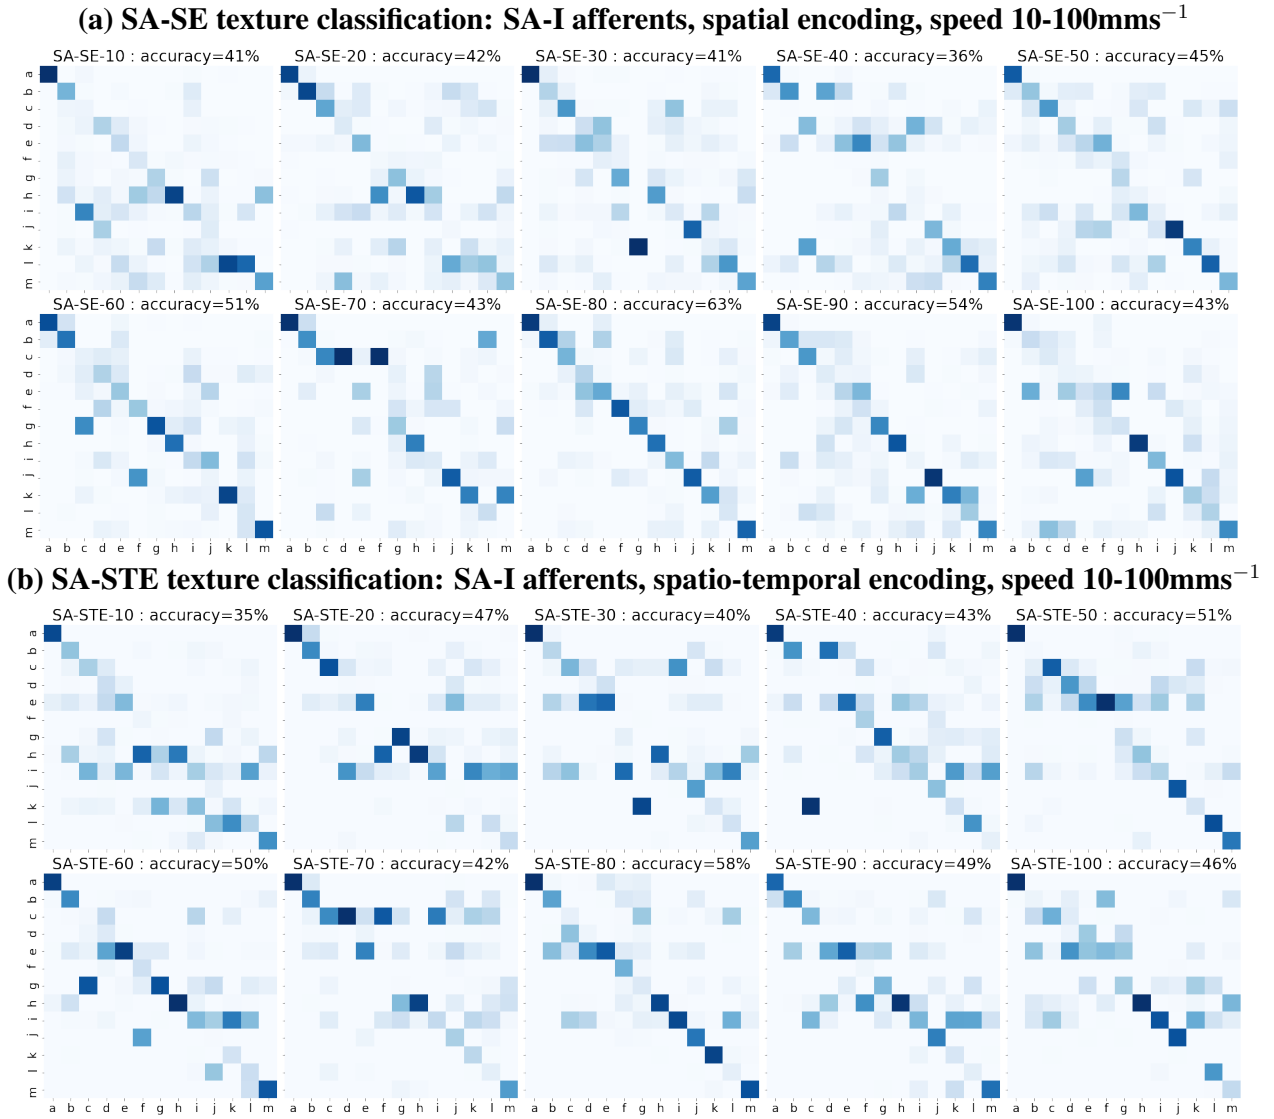 (a) SA-SE texture classification: SA-I afferents, spatial encoding, speed 10-100mms⁻¹
SA-SE-10 : accuracy=41% SA-SE-20 : accuracy=42% SA-SE-30 : accuracy=41% SA-SE-40 : accuracy=36% SA-SE-50 : accuracy=45%
a b c d e f g h i j k l m
SA-SE-60 : accuracy=51% SA-SE-70 : accuracy=43% SA-SE-80 : accuracy=63% SA-SE-90 : accuracy=54% SA-SE-100 : accuracy=43%
a b c d e f g h i j k l m
a b c d e f g h i j k l m a b c d e f g h i j k l m a b c d e f g h i j k l m a b c d e f g h i j k l m a b c d e f g h i j k l m
(b) SA-STE texture classification: SA-I afferents, spatio-temporal encoding, speed 10-100mms⁻¹
SA-STE-10 : accuracy=35% SA-STE-20 : accuracy=47% SA-STE-30 : accuracy=40% SA-STE-40 : accuracy=43% SA-STE-50 : accuracy=51%
a b c d e f g h i j k l m
SA-STE-60 : accuracy=50% SA-STE-70 : accuracy=42% SA-STE-80 : accuracy=58% SA-STE-90 : accuracy=49% SA-STE-100 : accuracy=46%
a b c d e f g h i j k l m
a b c d e f g h i j k l m a b c d e f g h i j k l m a b c d e f g h i j k l m a b c d e f g h i j k l m a b c d e f g h i j k l m